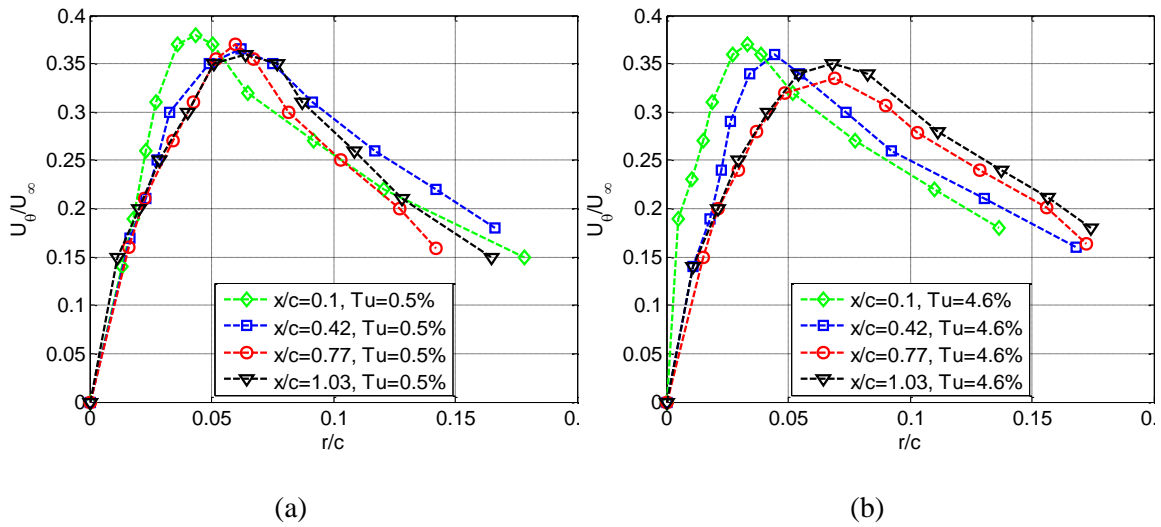 0.4
0.35
0.3
0.25
0.2
0.15
0.1
0.05
0
U_θ/U_∞
0 0.05 0.1 0.15 0.
r/c
x/c=0.1, Tu=0.5%
x/c=0.42, Tu=0.5%
x/c=0.77, Tu=0.5%
x/c=1.03, Tu=0.5%
(a)
0.4
0.35
0.3
0.25
0.2
0.15
0.1
0.05
0
U_θ/U_∞
0 0.05 0.1 0.15 0.
r/c
x/c=0.1, Tu=4.6%
x/c=0.42, Tu=4.6%
x/c=0.77, Tu=4.6%
x/c=1.03, Tu=4.6%
(b)